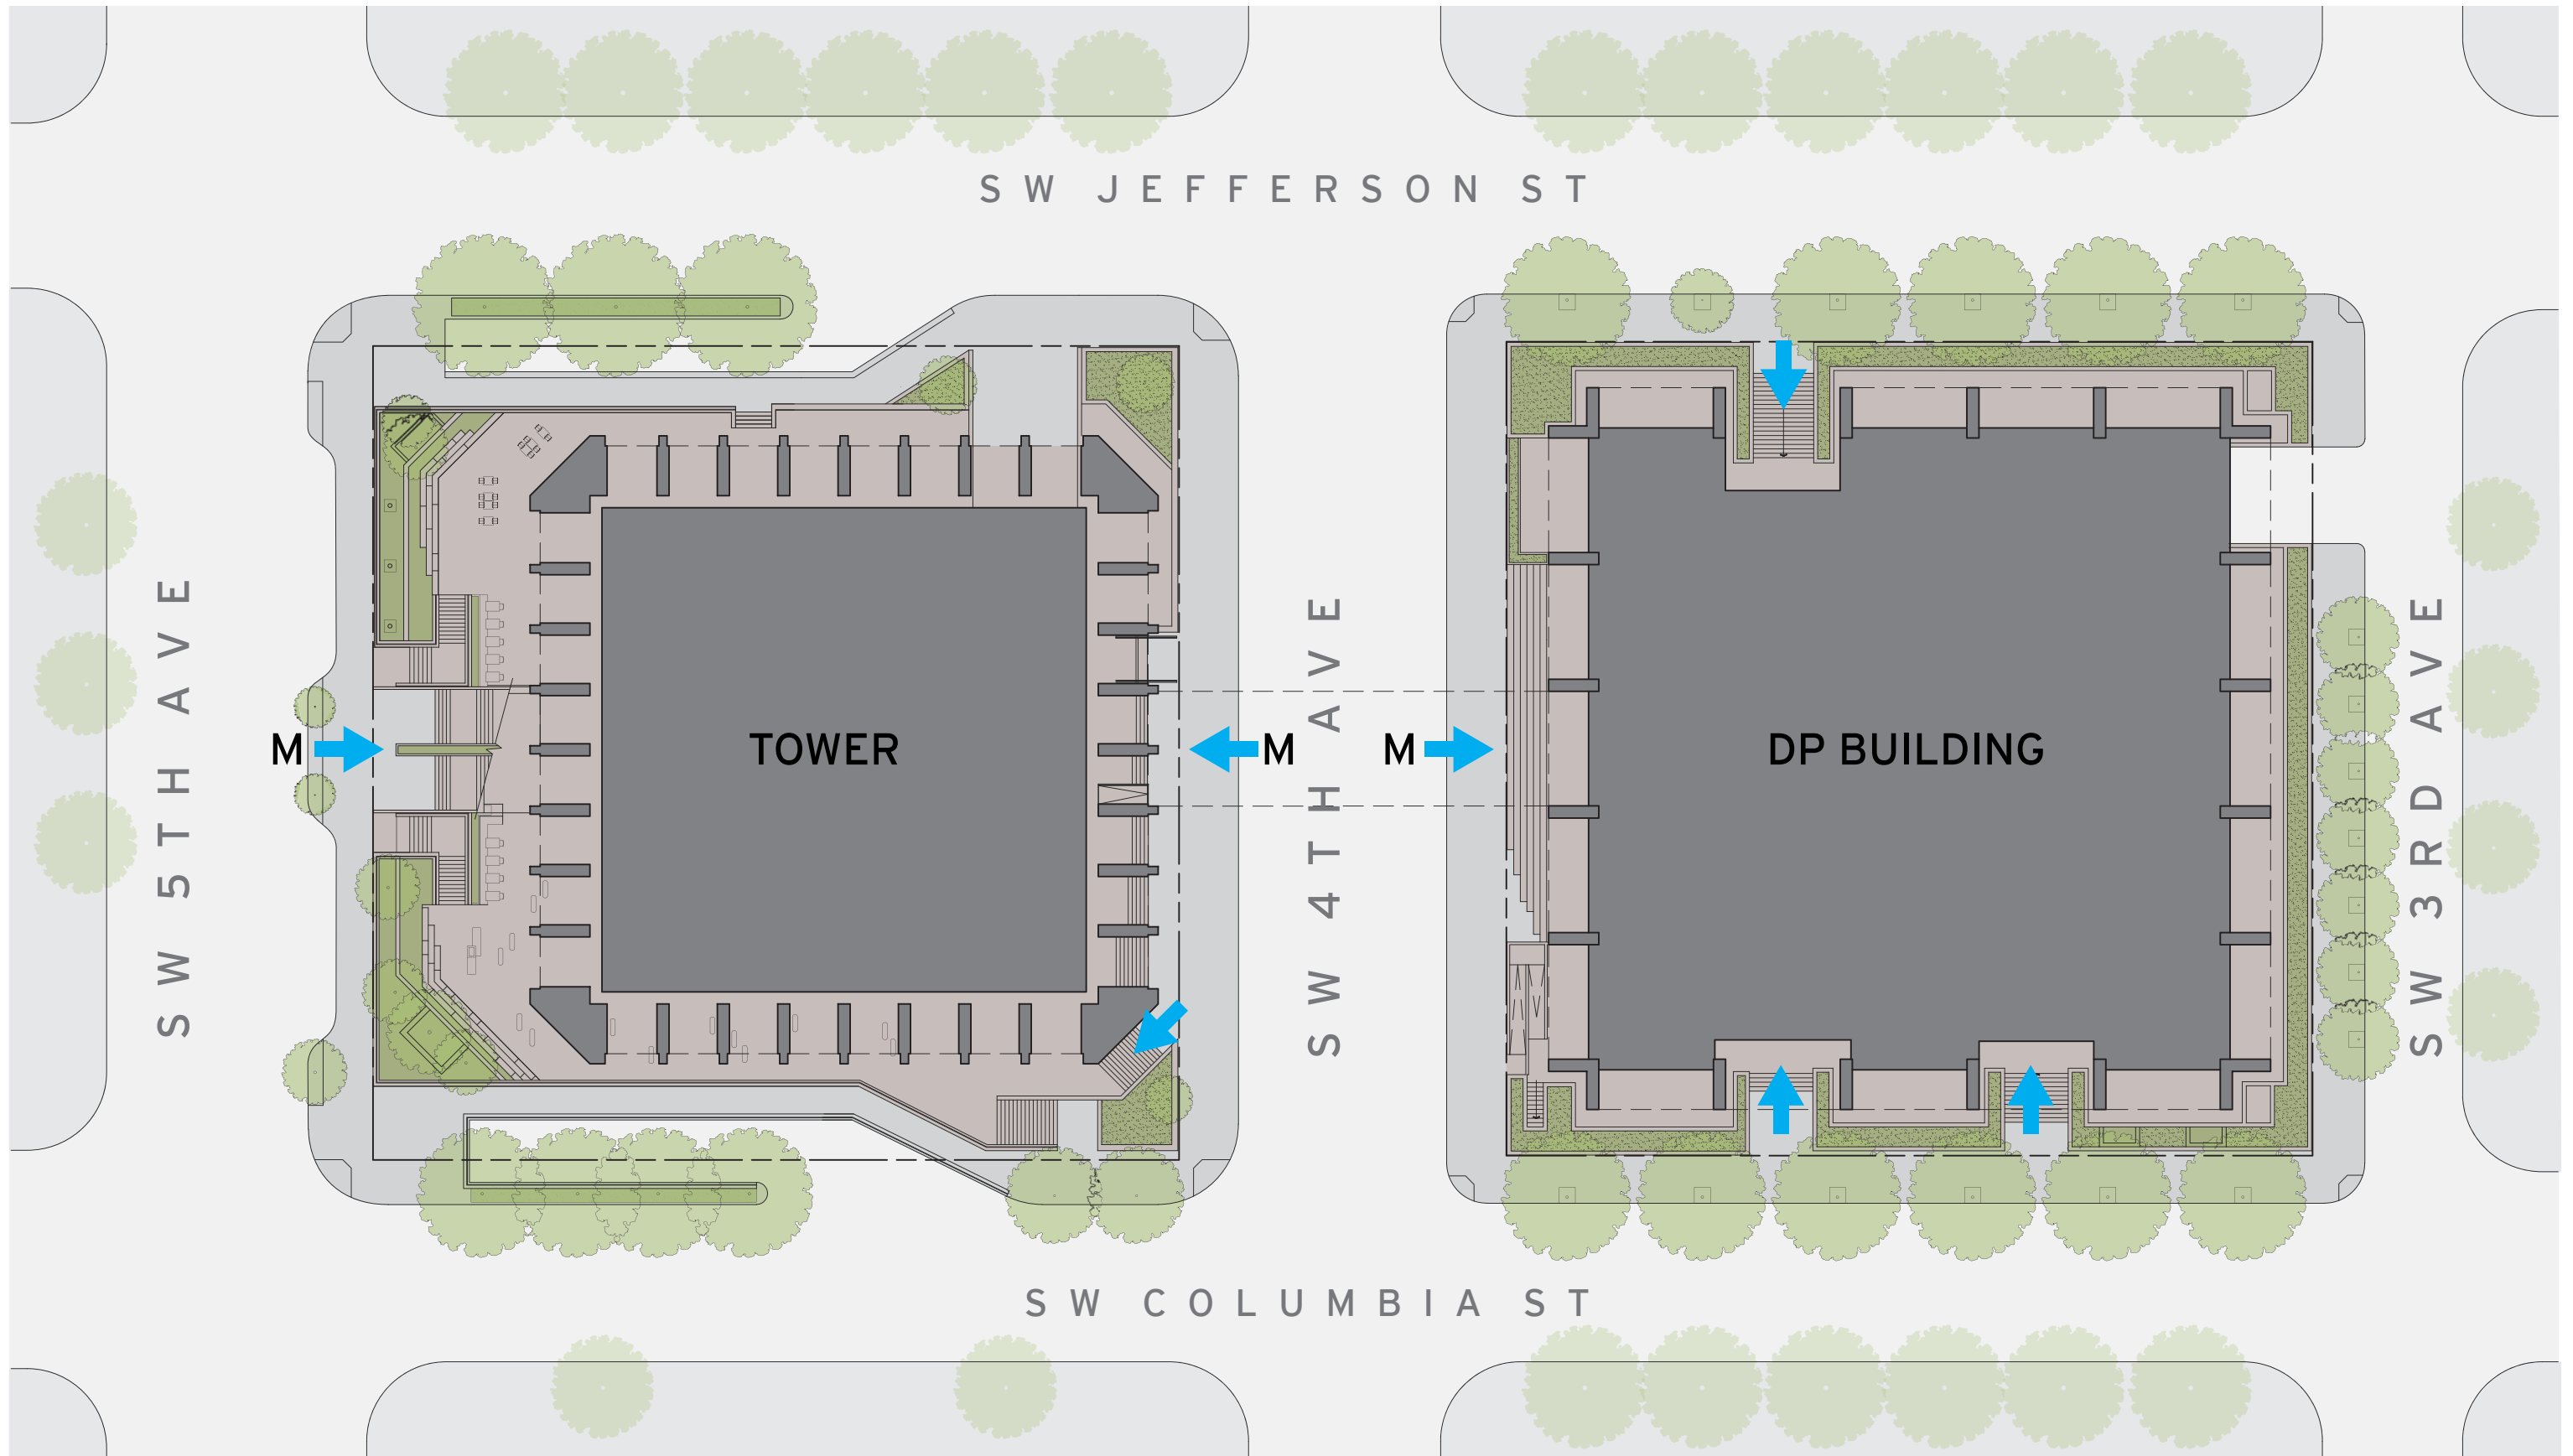 SW JEFFERSON ST
SW 5TH AVE
M
TOWER
M
SW 4TH AVE
M
DP BUILDING
SW 3RD AVE
SW COLUMBIA ST